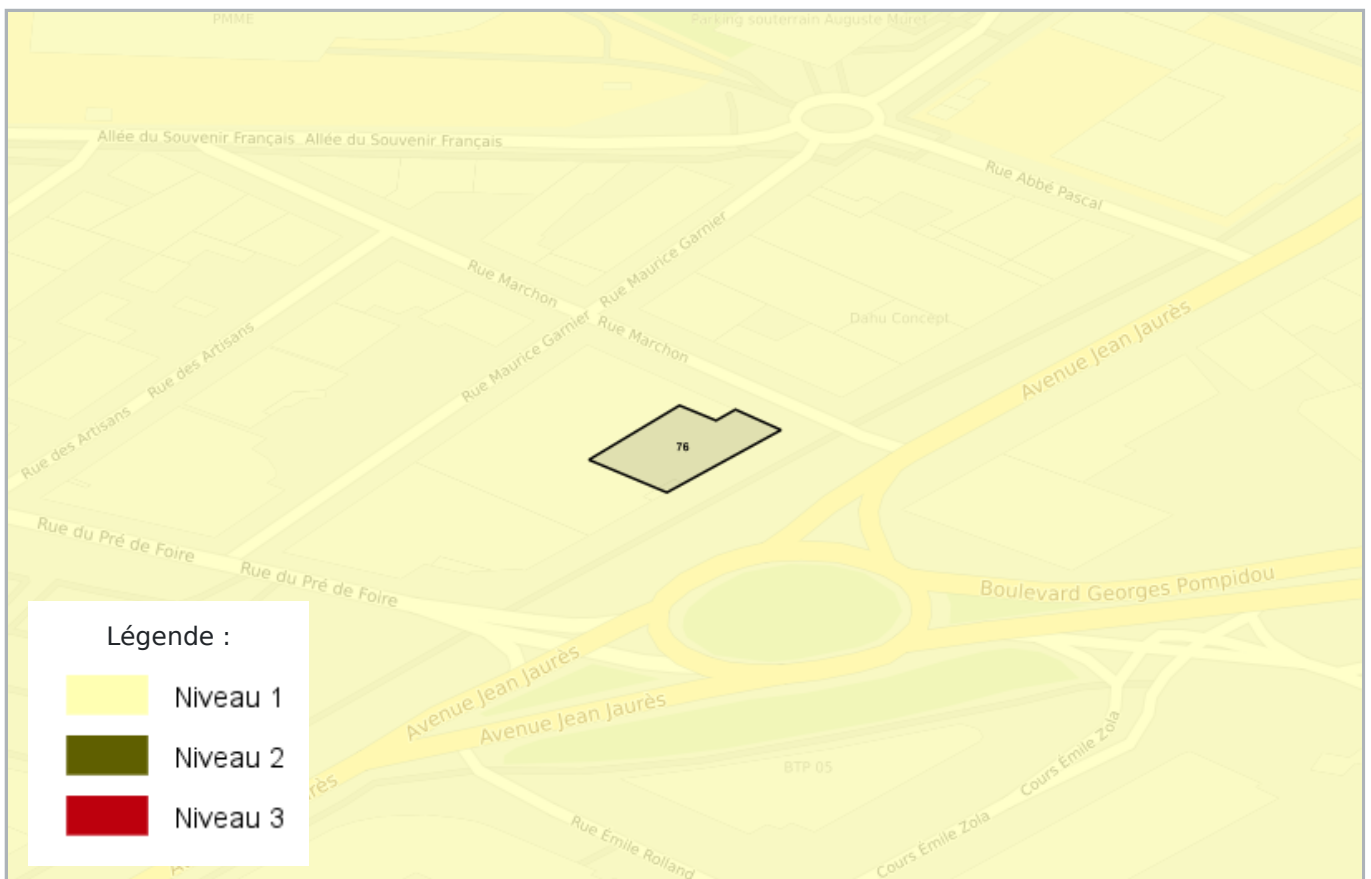 PMME
Parking souterrain Auguste Muret
Allée du Souvenir Français Allée du Souvenir Français
Rue Abbé Pascal
Rue Marchon
Rue Maurice Garnier
Rue Marchon
Rue Maurice Garnier
Dahu Concept
Avenue Jean Jaurès
Rue des Artisans
Rue des Artisans
76
Rue du Pré de Foire
Rue du Pré de Foire
Boulevard Georges Pompidou
Avenue Jean Jaurès
Avenue Jean Jaurès
BTP 05
Cours Émile Zola
Cours Émile Zola
Rue Émile Rolland
Légende :
Niveau 1
Niveau 2
Niveau 3